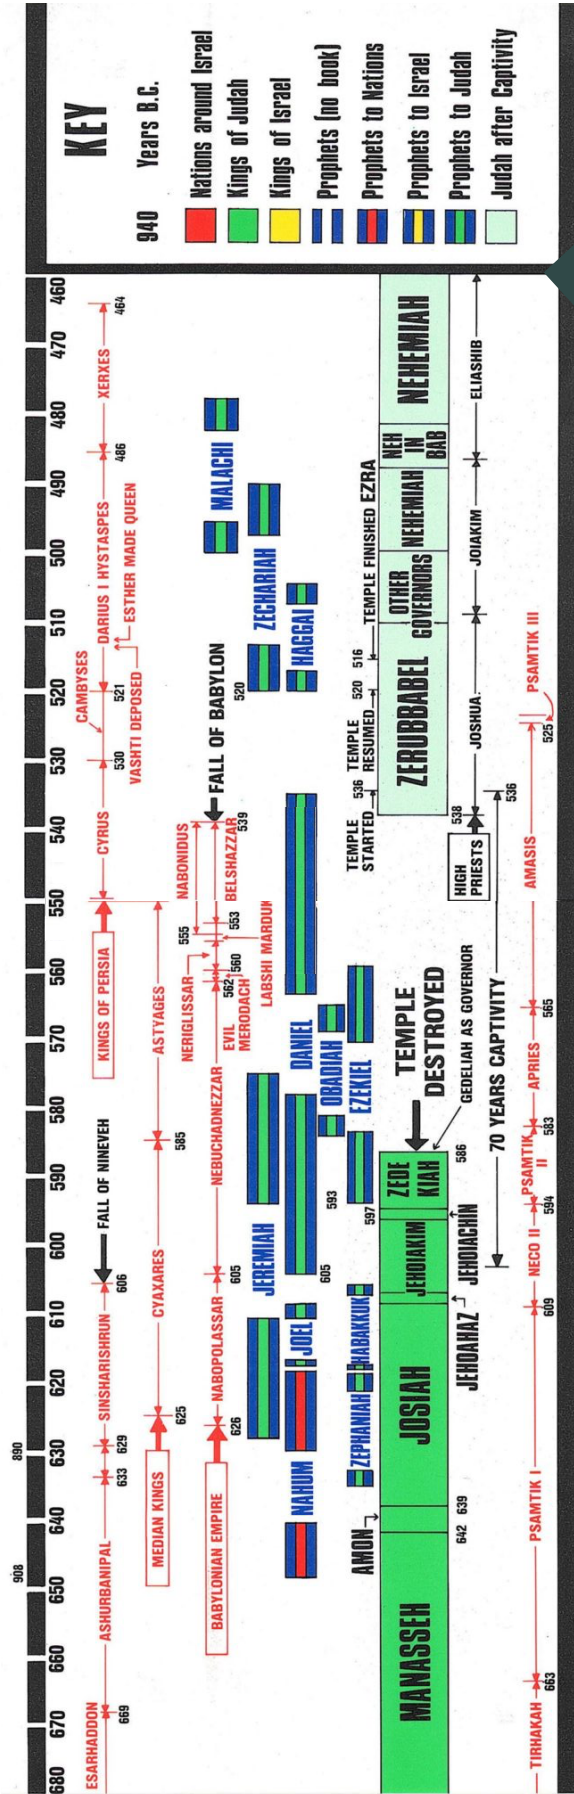 KEY
940 Years B.C.
Nations around Israel
Kings of Judah
Kings of Israel
Prophets (no book)
Prophets to Nations
Prophets to Israel
Prophets to Judah
Judah after Captivity
908
890
680 670 660 650 640 630 620 610 600 590 580 570 560 550 540 530 520 510 500 490 480 470 460
ESARHADDON
669
ASHURBANIPAL
633
629
SINSHARISHRUN
606
FALL OF NINEVEH
KINGS OF PERSIA
CYRUS
530
CAMBYSES
521
VASHTI DEPOSED
DARIUS I HYSTASPES
ESTHER MADE QUEEN
486
XERXES
464
MEDIAN KINGS
625
CYAXARES
585
ASTYAGES
BABYLONIAN EMPIRE
626
NABOPOLASSAR
605
NEBUCHADNEZZAR
562
EVIL
MERODACH
560
NERIGLISSAR
555
LABSHI MARDUK
553
NABONIDUS
BELSHAZZAR
539
FALL OF BABYLON
MALACHI
JEREMIAH
520
ZECHARIAH
NAHUM
JOEL
605
DANIEL
HAGGAI
593
OBADIAH
ZEPHANIAH
HABAKKUK
597
EZEKIEL
TEMPLE
DESTROYED
TEMPLE
STARTED
536
TEMPLE
RESUMED
520
516
TEMPLE FINISHED
EZRA
MANASSEH
AMON
JOSIAH
JEHOIAKIM
ZEDE
KIAH
ZERUBBABEL
OTHER
GOVERNORS
NEHEMIAH
NEH
IN
BAB
NEHEMIAH
642
639
JEHOAHAZ
JEHOIACHIN
586
GEDELIAH AS GOVERNOR
HIGH
PRIESTS
538
JOSHUA
JOIAKIM
ELIASHIB
70 YEARS CAPTIVITY
536
TIRHAKAH
663
PSAMTIK I
609
NECO II
594
PSAMTIK
II
583
APRIES
565
AMASIS
525
PSAMTIK III